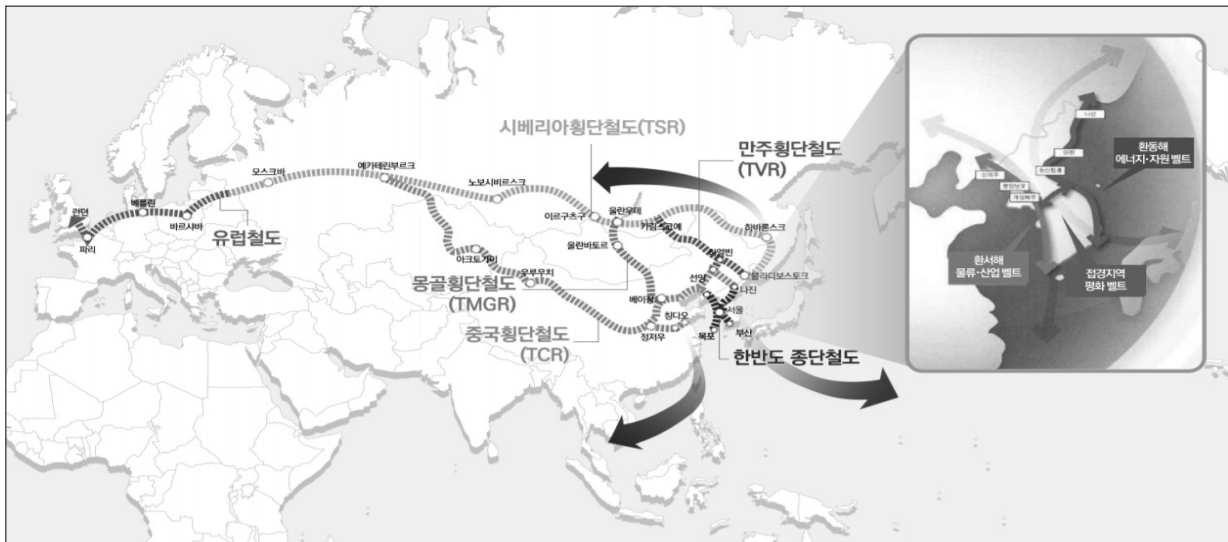 시베리아횡단철도(TSR)
만주횡단철도
(TVR)
모스크바
예카테린부르크
노보시비르스크
이르쿠츠구
울란우데
하바론스크
런던
베를린
바르샤바
파리
유럽철도
울란바토르
하얼빈
블라디보스토크
아크토가이
우루우치
선양
나진
몽골횡단철도
(TMGR)
베이징
서울
중국횡단철도
(TCR)
칭다오
정저우
목포
부산
한반도 종단철도
나선
신의주
환동해
에너지·자원 벨트
환서해
물류·산업 벨트
접경지역
평화 벨트